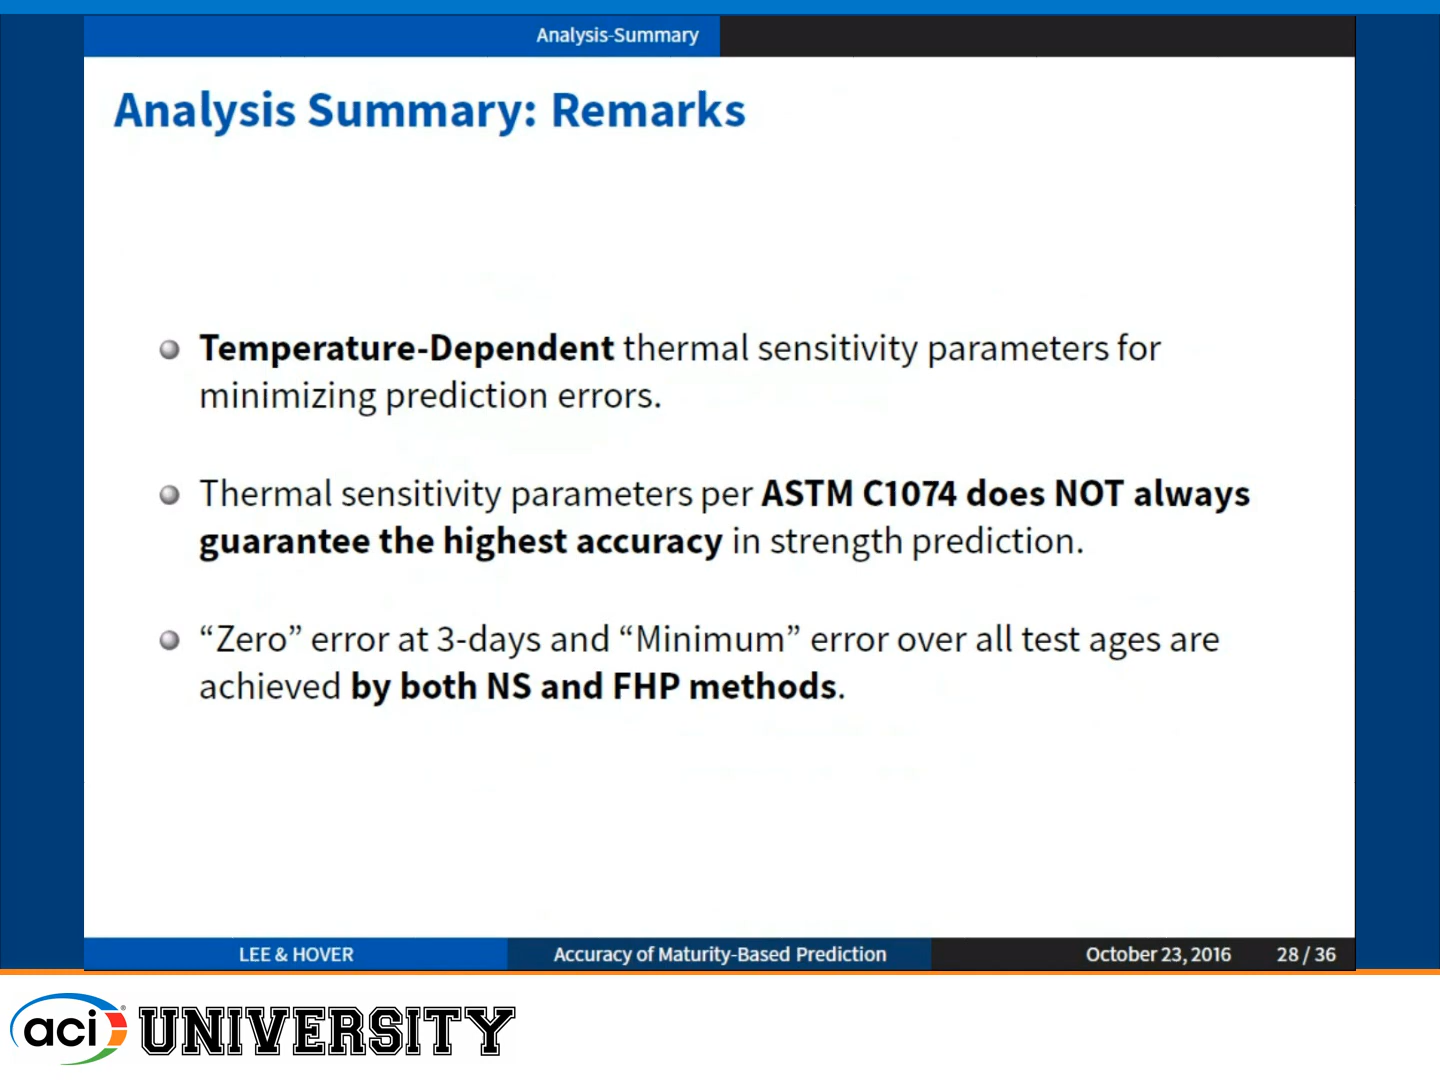 Analysis-Summary
Analysis Summary: Remarks
Temperature-Dependent thermal sensitivity parameters for
minimizing prediction errors.
Thermal sensitivity parameters per ASTM C1074 does NOT always
guarantee the highest accuracy in strength prediction.
“Zero” error at 3-days and “Minimum” error over all test ages are
achieved by both NS and FHP methods.
LEE & HOVER Accuracy of Maturity-Based Prediction October 23, 2016 28 / 36
aci UNIVERSITY